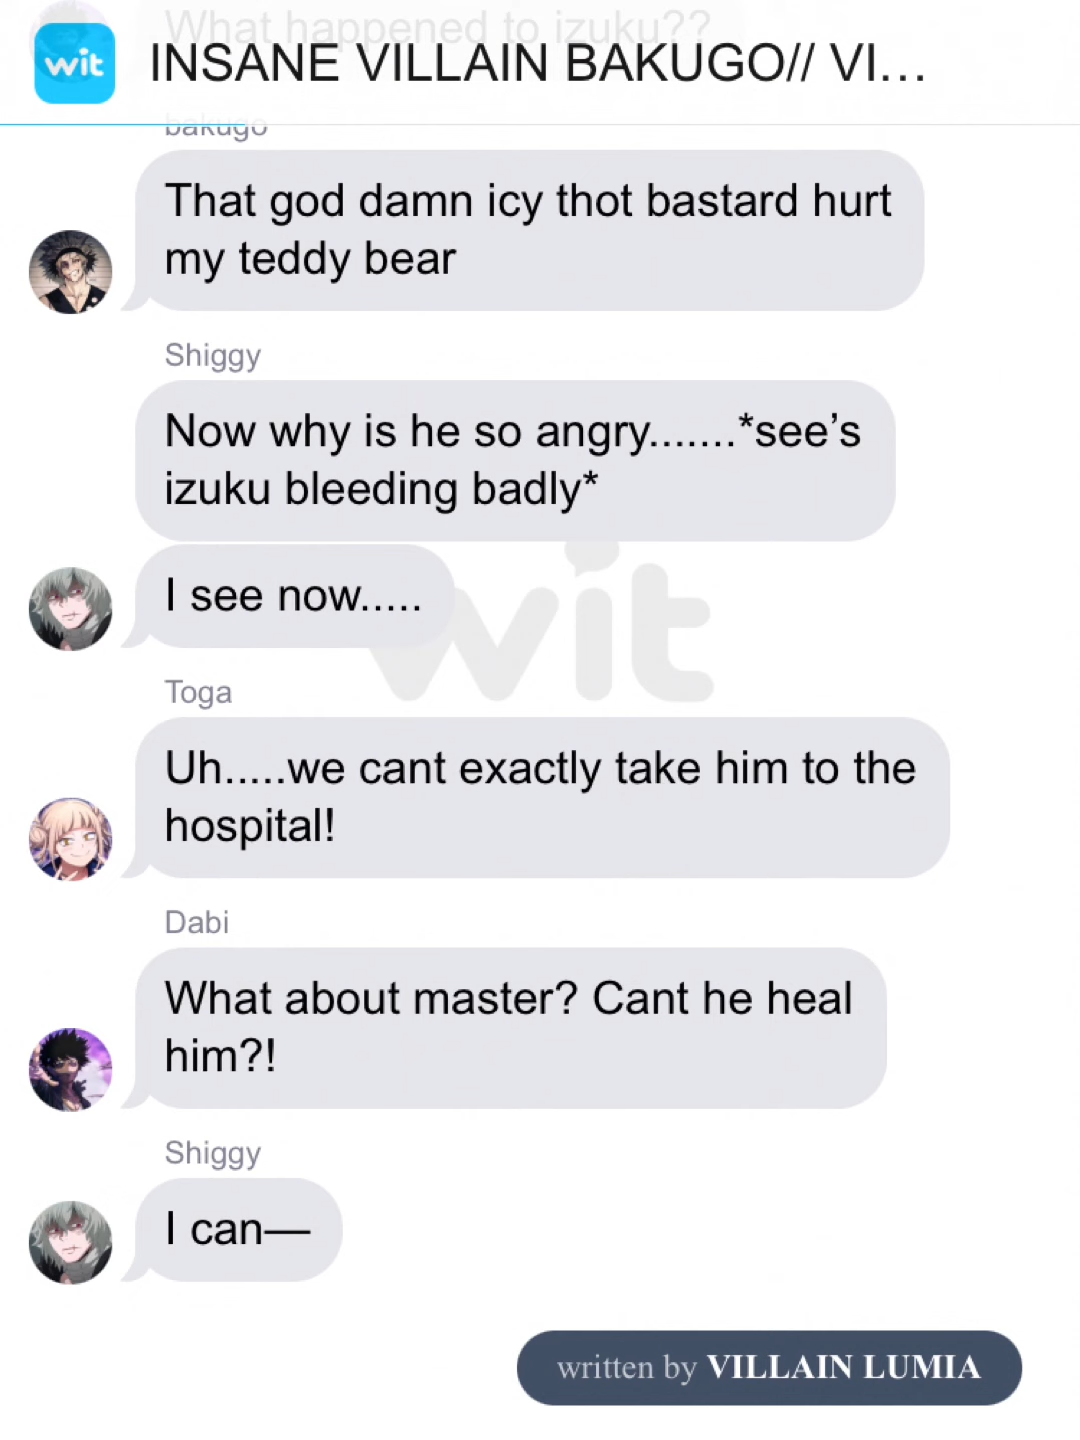 What happened to izuku??
wit
INSANE VILLAIN BAKUGO// VI...
bakugo
That god damn icy thot bastard hurt
my teddy bear
Shiggy
Now why is he so angry.......*see’s
izuku bleeding badly*
I see now.....
wit
Toga
Uh.....we cant exactly take him to the
hospital!
Dabi
What about master? Cant he heal
him?!
Shiggy
I can—
written by VILLAIN LUMIA